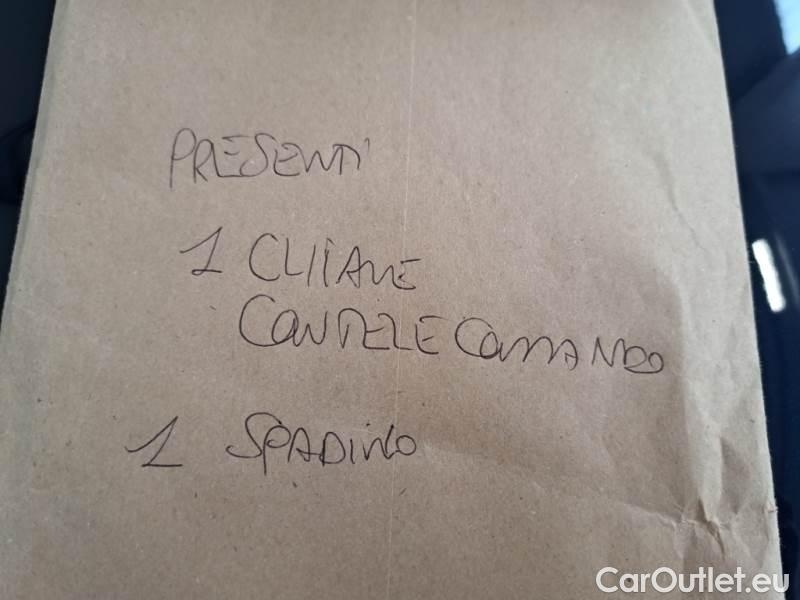 PRESENTI
1 CHIAVE
CON TELECOMANDO
1 SPADINO
CarOutlet.eu